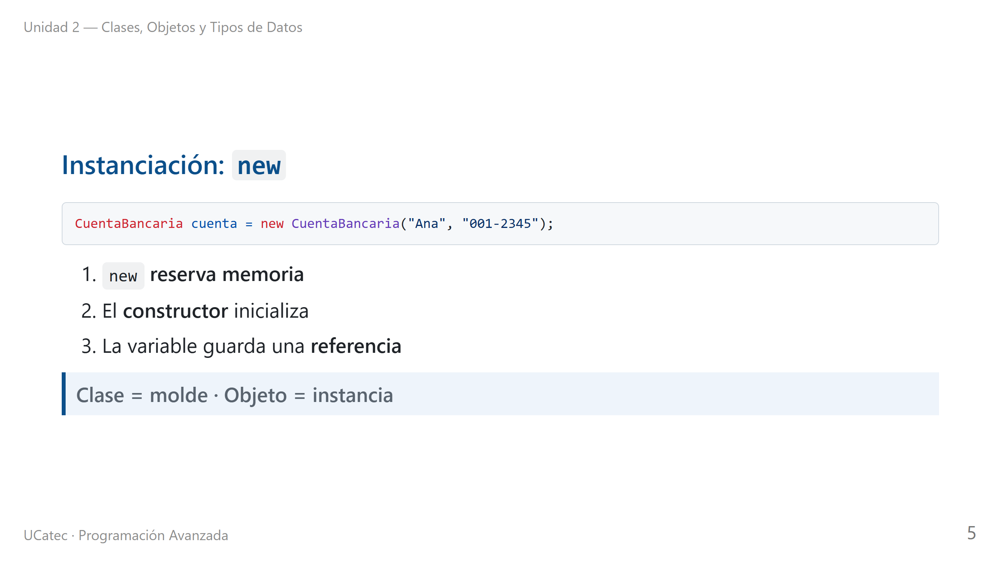 Unidad 2 — Clases, Objetos y Tipos de Datos
Instanciación: new
CuentaBancaria cuenta = new CuentaBancaria("Ana", "001-2345");
1. new reserva memoria
2. El constructor inicializa
3. La variable guarda una referencia
Clase = molde · Objeto = instancia
UCatec · Programación Avanzada
5